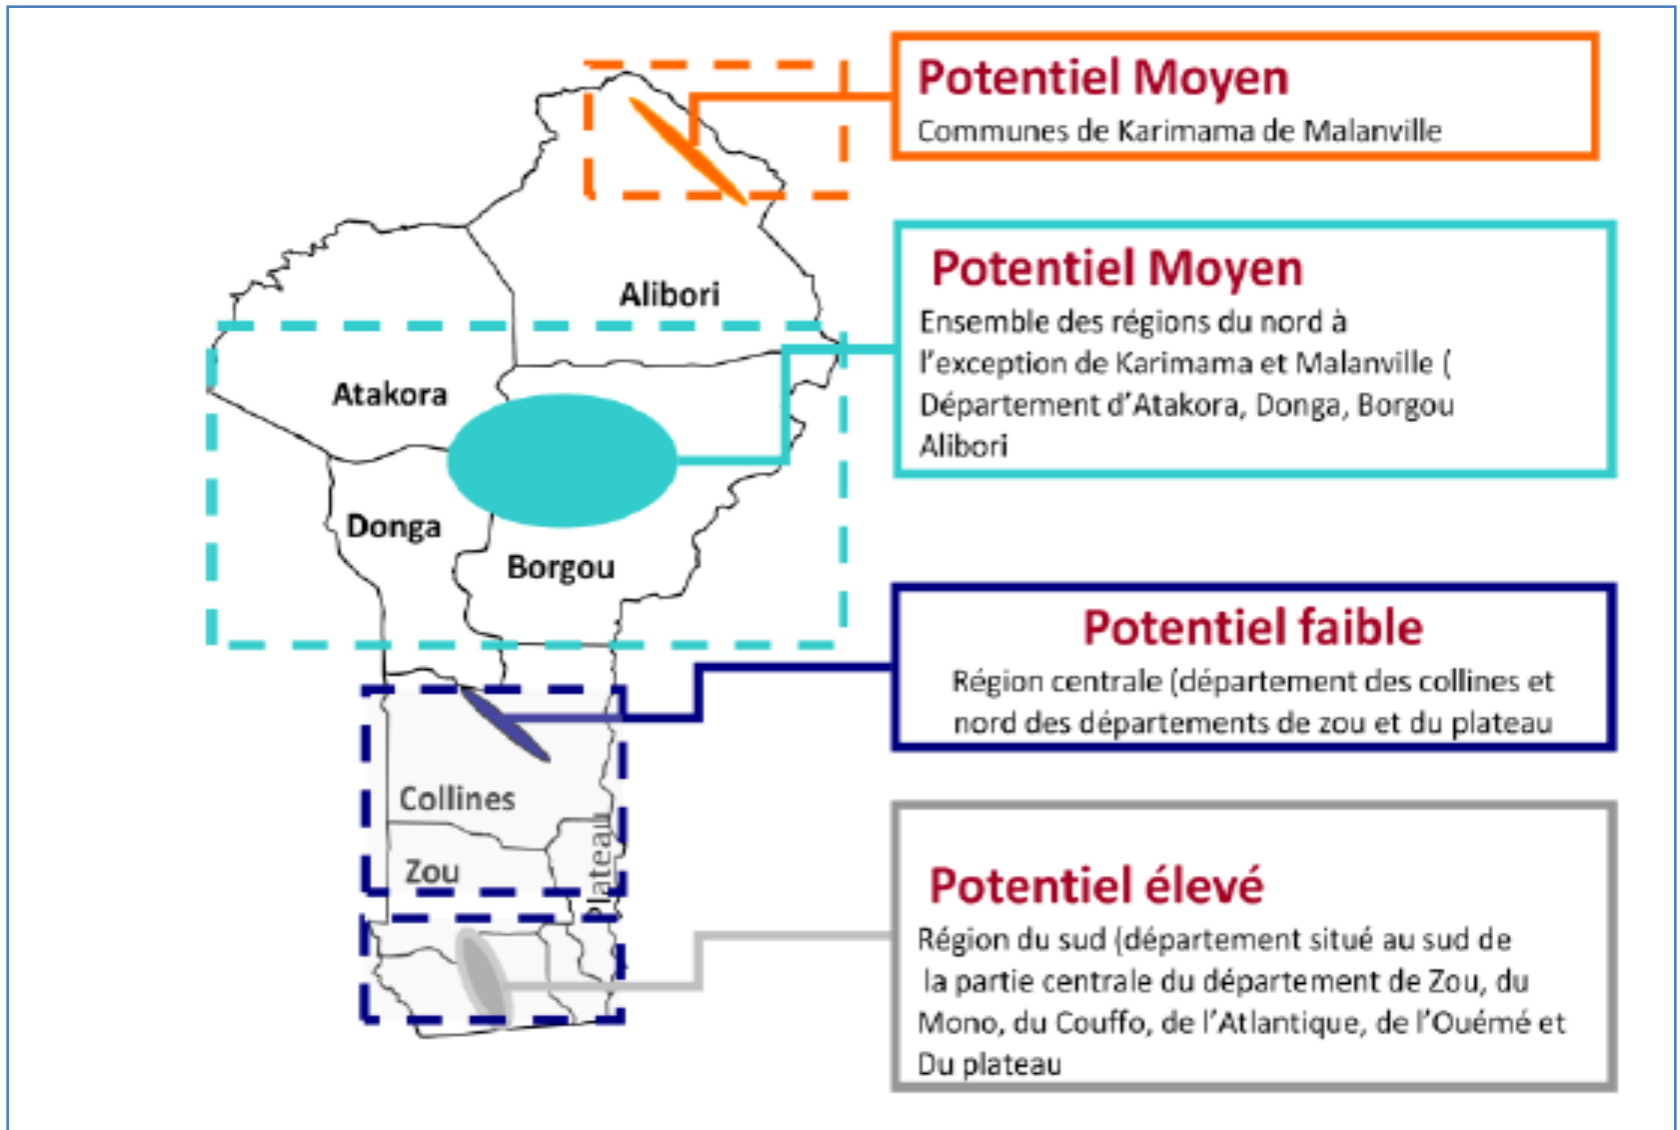 Potentiel Moyen
Communes de Karimama de Malanville
Potentiel Moyen
Ensemble des régions du nord à
l'exception de Karimama et Malanville (
Département d'Atakora, Donga, Borgou
Alibori
Potentiel faible
Région centrale (département des collines et
nord des départements de zou et du plateau
Potentiel élevé
Région du sud (département situé au sud de
la partie centrale du département de Zou, du
Mono, du Couffo, de l'Atlantique, de l'Ouémé et
Du plateau
Alibori
Atakora
Donga
Borgou
Collines
Zou
Plateau